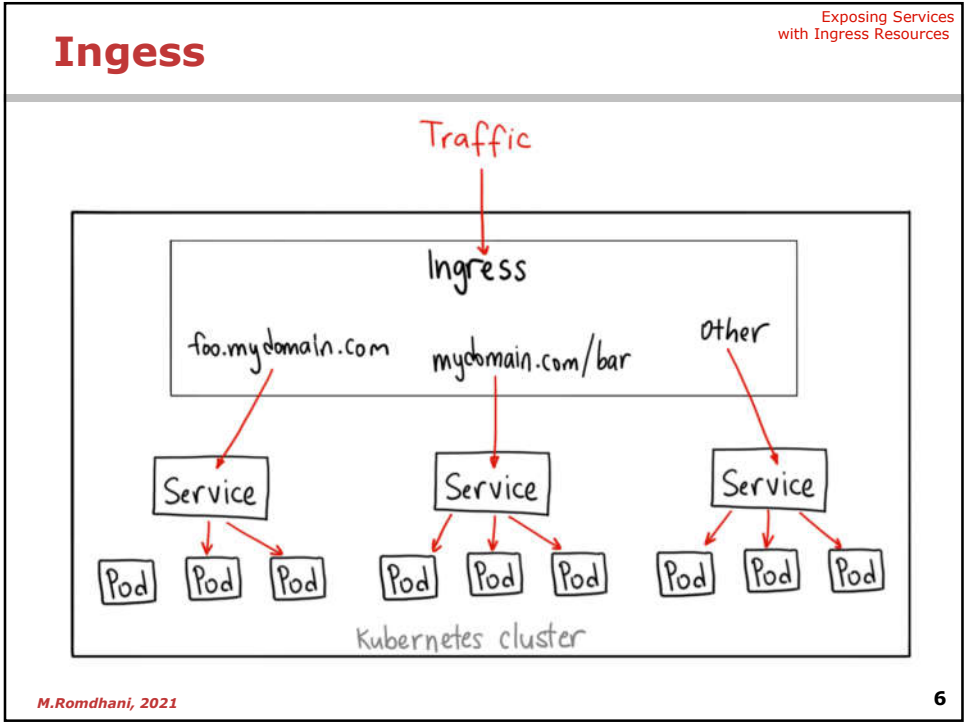 Exposing Services
with Ingress Resources
Ingess
Traffic
Ingress
foo.mydomain.com
mydomain.com/bar
Other
Service
Service
Service
Pod
Pod
Pod
Pod
Pod
Pod
Pod
Pod
Pod
Kubernetes cluster
M.Romdhani, 2021
6